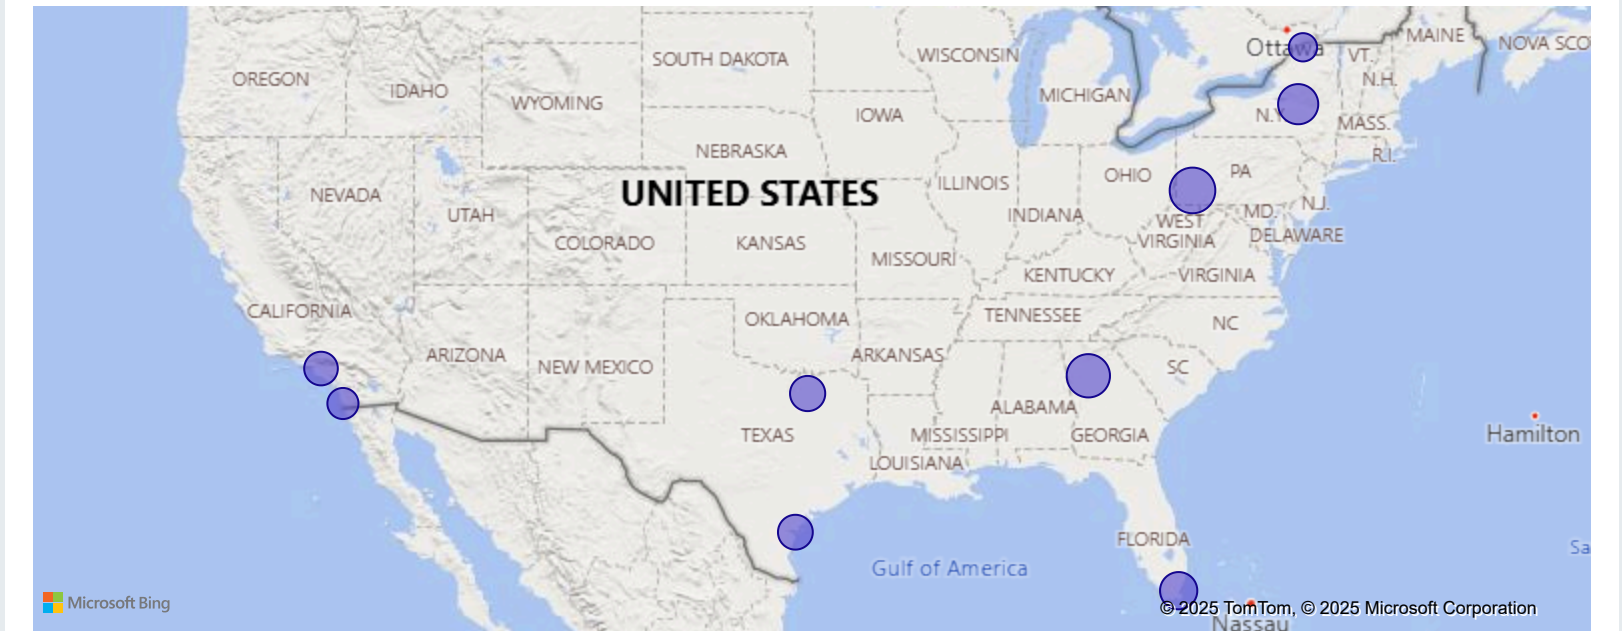 Ottawa
MAINE
NOVA SCO
OREGON
SOUTH DAKOTA
WISCONSIN
VT.
N.H.
IDAHO
WYOMING
MICHIGAN
IOWA
N.Y.
MASS.
NEBRASKA
R.I.
NEVADA
UTAH
UNITED STATES
ILLINOIS
OHIO
PA
INDIANA
MD.
N.J.
WEST
VIRGINIA
DELAWARE
COLORADO
KANSAS
MISSOURI
KENTUCKY
VIRGINIA
CALIFORNIA
OKLAHOMA
TENNESSEE
NC
ARIZONA
NEW MEXICO
ARKANSAS
SC
ALABAMA
TEXAS
MISSISSIPPI
GEORGIA
Hamilton
LOUISIANA
FLORIDA
Sa
Gulf of America
Microsoft Bing
© 2025 TomTom, © 2025 Microsoft Corporation
Nassau